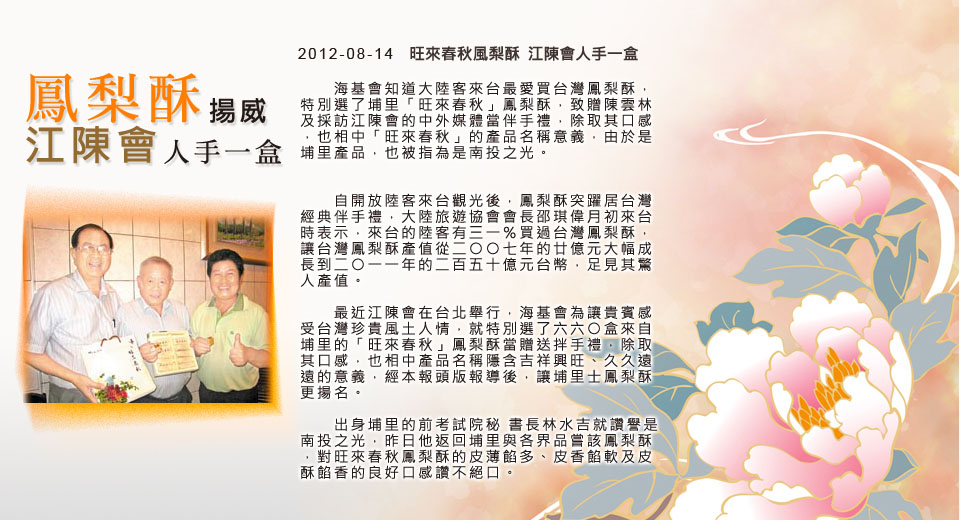 鳳梨酥揚威
江陳會人手一盒
2012-08-14 旺來春秋風梨酥 江陳會人手一盒
海基會知道大陸客來台最愛買台灣鳳梨酥，
特別選了埔里「旺來春秋」鳳梨酥，致贈陳雲林
及採訪江陳會的中外媒體當伴手禮，除取其口感
，也相中「旺來春秋」的產品名稱意義，由於是
埔里產品，也被指為是南投之光。
自開放陸客來台觀光後，鳳梨酥突躍居台灣
經典伴手禮，大陸旅遊協會會長邵琪偉月初來台
時表示，來台的陸客有三一％買過台灣鳳梨酥，
讓台灣鳳梨酥產值從二〇〇七年的廿億元大幅成
長到二〇一一年的二百五十億元台幣，足見其驚
人產值。
最近江陳會在台北舉行，海基會為讓貴賓感
受台灣珍貴風土人情，就特別選了六六〇盒來自
埔里的「旺來春秋」鳳梨酥當贈送拌手禮，除取
其口感，也相中產品名稱隱含吉祥興旺、久久遠
遠的意義，經本報頭版報導後，讓埔里士鳳梨酥
更揚名。
出身埔里的前考試院秘 書長林水吉就讚譽是
南投之光，昨日他返回埔里與各界品嘗該鳳梨酥
，對旺來春秋鳳梨酥的皮薄餡多、皮香餡軟及皮
酥餡香的良好口感讚不絕口。